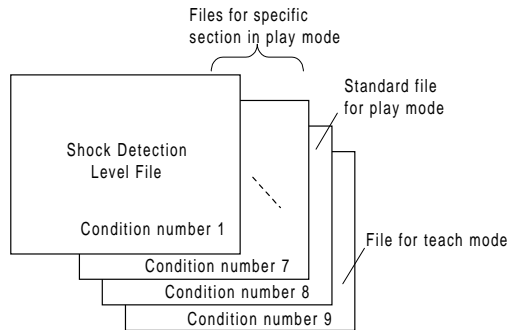 Files for specific
section in play mode
Standard file
for play mode
Shock Detection
Level File
Condition number 1
File for teach mode
Condition number 7
Condition number 8
Condition number 9